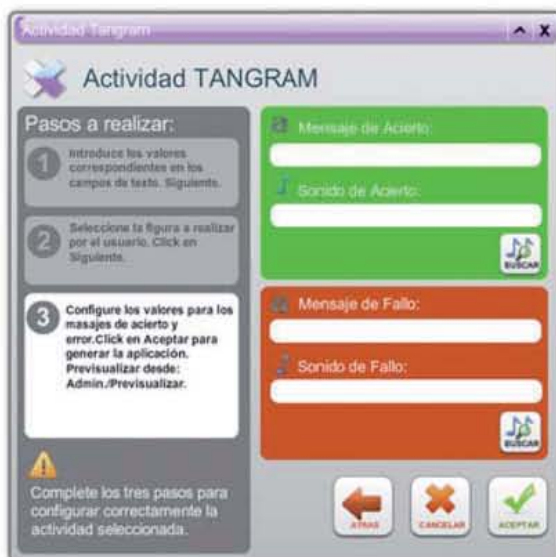 Actividad Tangram
X
Actividad TANGRAM
Pasos a realizar:
1
Introduce los valores
correspondientes en los
campos de texto. Siguiente.
2
Seleccione la figura a realizar
por el usuario. Click en
Siguiente.
3
Configure los valores para los
masajes de acierto y
error.Click en Aceptar para
generar la aplicación.
Previsualizar desde:
Admin./Previsualizar.
Complete los tres pasos para
configurar correctamente la
actividad seleccionada.
Mensaje de Acierto:
Sonido de Acierto:
BUSCAR
Mensaje de Fallo:
Sonido de Fallo:
BUSCAR
ATRAS
CANCELAR
ACEPTAR